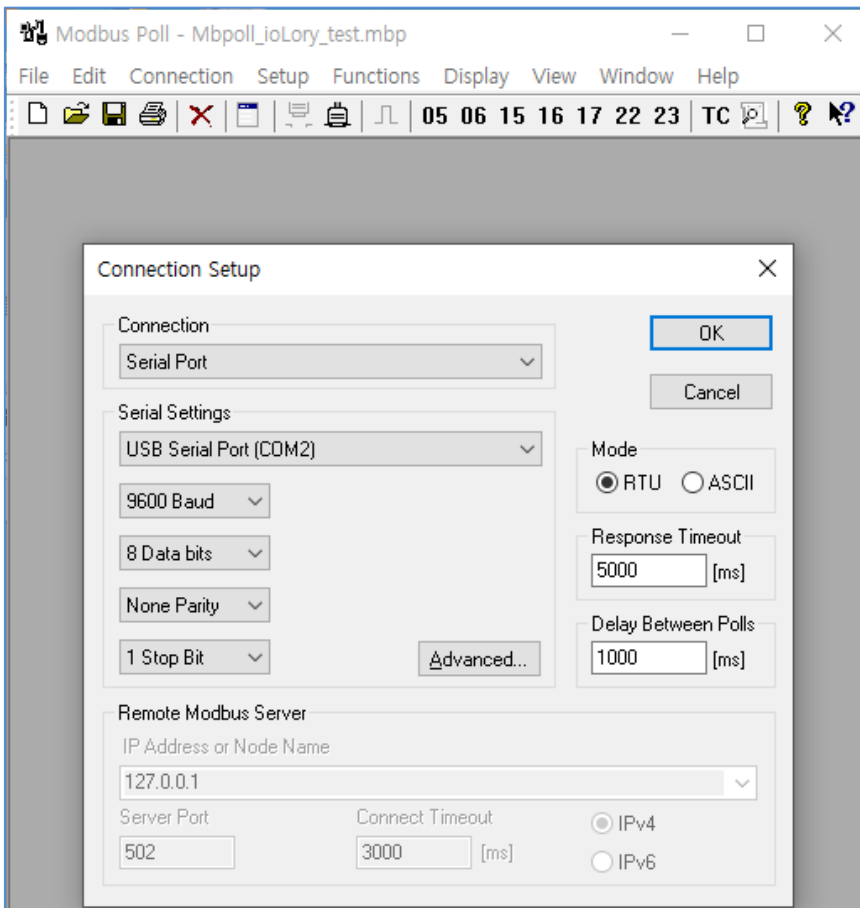 Modbus Poll - Mbpoll_ioLory_test.mbp
File Edit Connection Setup Functions Display View Window Help
05 06 15 16 17 22 23 TC
Connection Setup
Connection
Serial Port
OK
Cancel
Serial Settings
USB Serial Port (COM2)
Mode
RTU ASCII
9600 Baud
8 Data bits
Response Timeout
5000 [ms]
None Parity
Delay Between Polls
1 Stop Bit
Advanced...
1000 [ms]
Remote Modbus Server
IP Address or Node Name
127.0.0.1
Server Port Connect Timeout
IPv4
502 3000 [ms]
IPv6